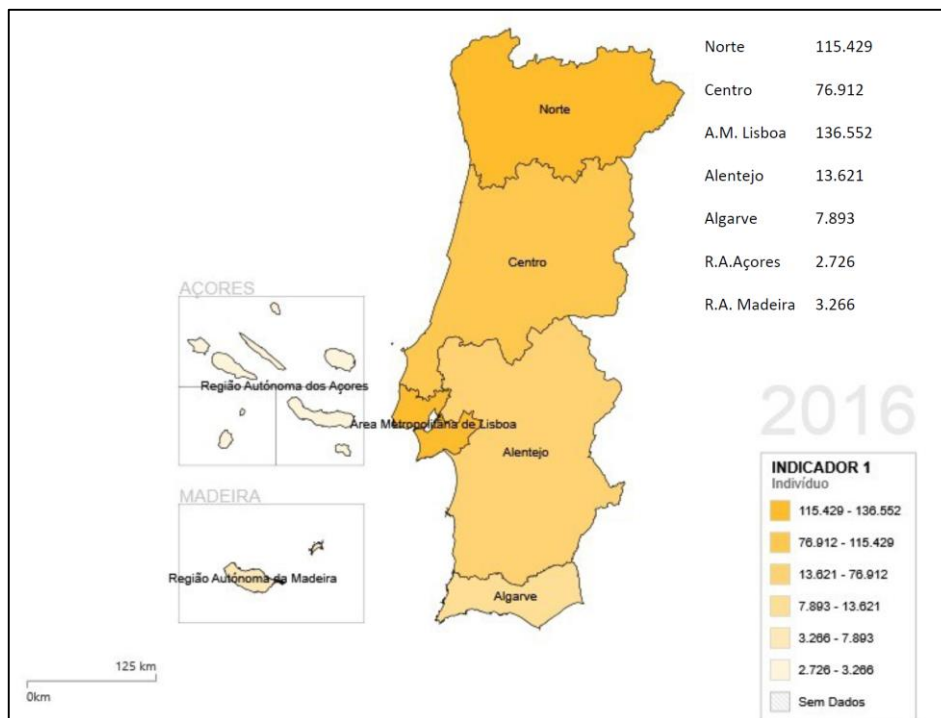 Norte 115.429
Centro 76.912
A.M. Lisboa 136.552
Alentejo 13.621
Algarve 7.893
R.A.Açores 2.726
R.A. Madeira 3.266
Norte
Centro
AÇORES
Região Autónoma dos Açores
Área Metropolitana de Lisboa
Alentejo
MADEIRA
Região Autónoma da Madeira
Algarve
125 km
0km
2016
INDICADOR 1
Indivíduo
115.429 - 136.552
76.912 - 115.429
13.621 - 76.912
7.893 - 13.621
3.266 - 7.893
2.726 - 3.266
Sem Dados